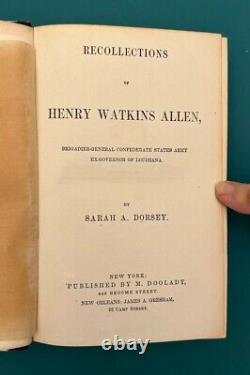 RECOLLECTIONS
OF
HENRY WATKINS ALLEN,
BRIGADIER-GENERAL CONFEDERATE STATES ARMY
EX-GOVERNOR OF LOUISIANA.
BY
SARAH A. DORSEY.
NEW YORK:
PUBLISHED BY M. DOOLADY,
448 BROOME STREET.
NEW ORLEANS: JAMES A. GRESHAM,
92 CAMP STREET.